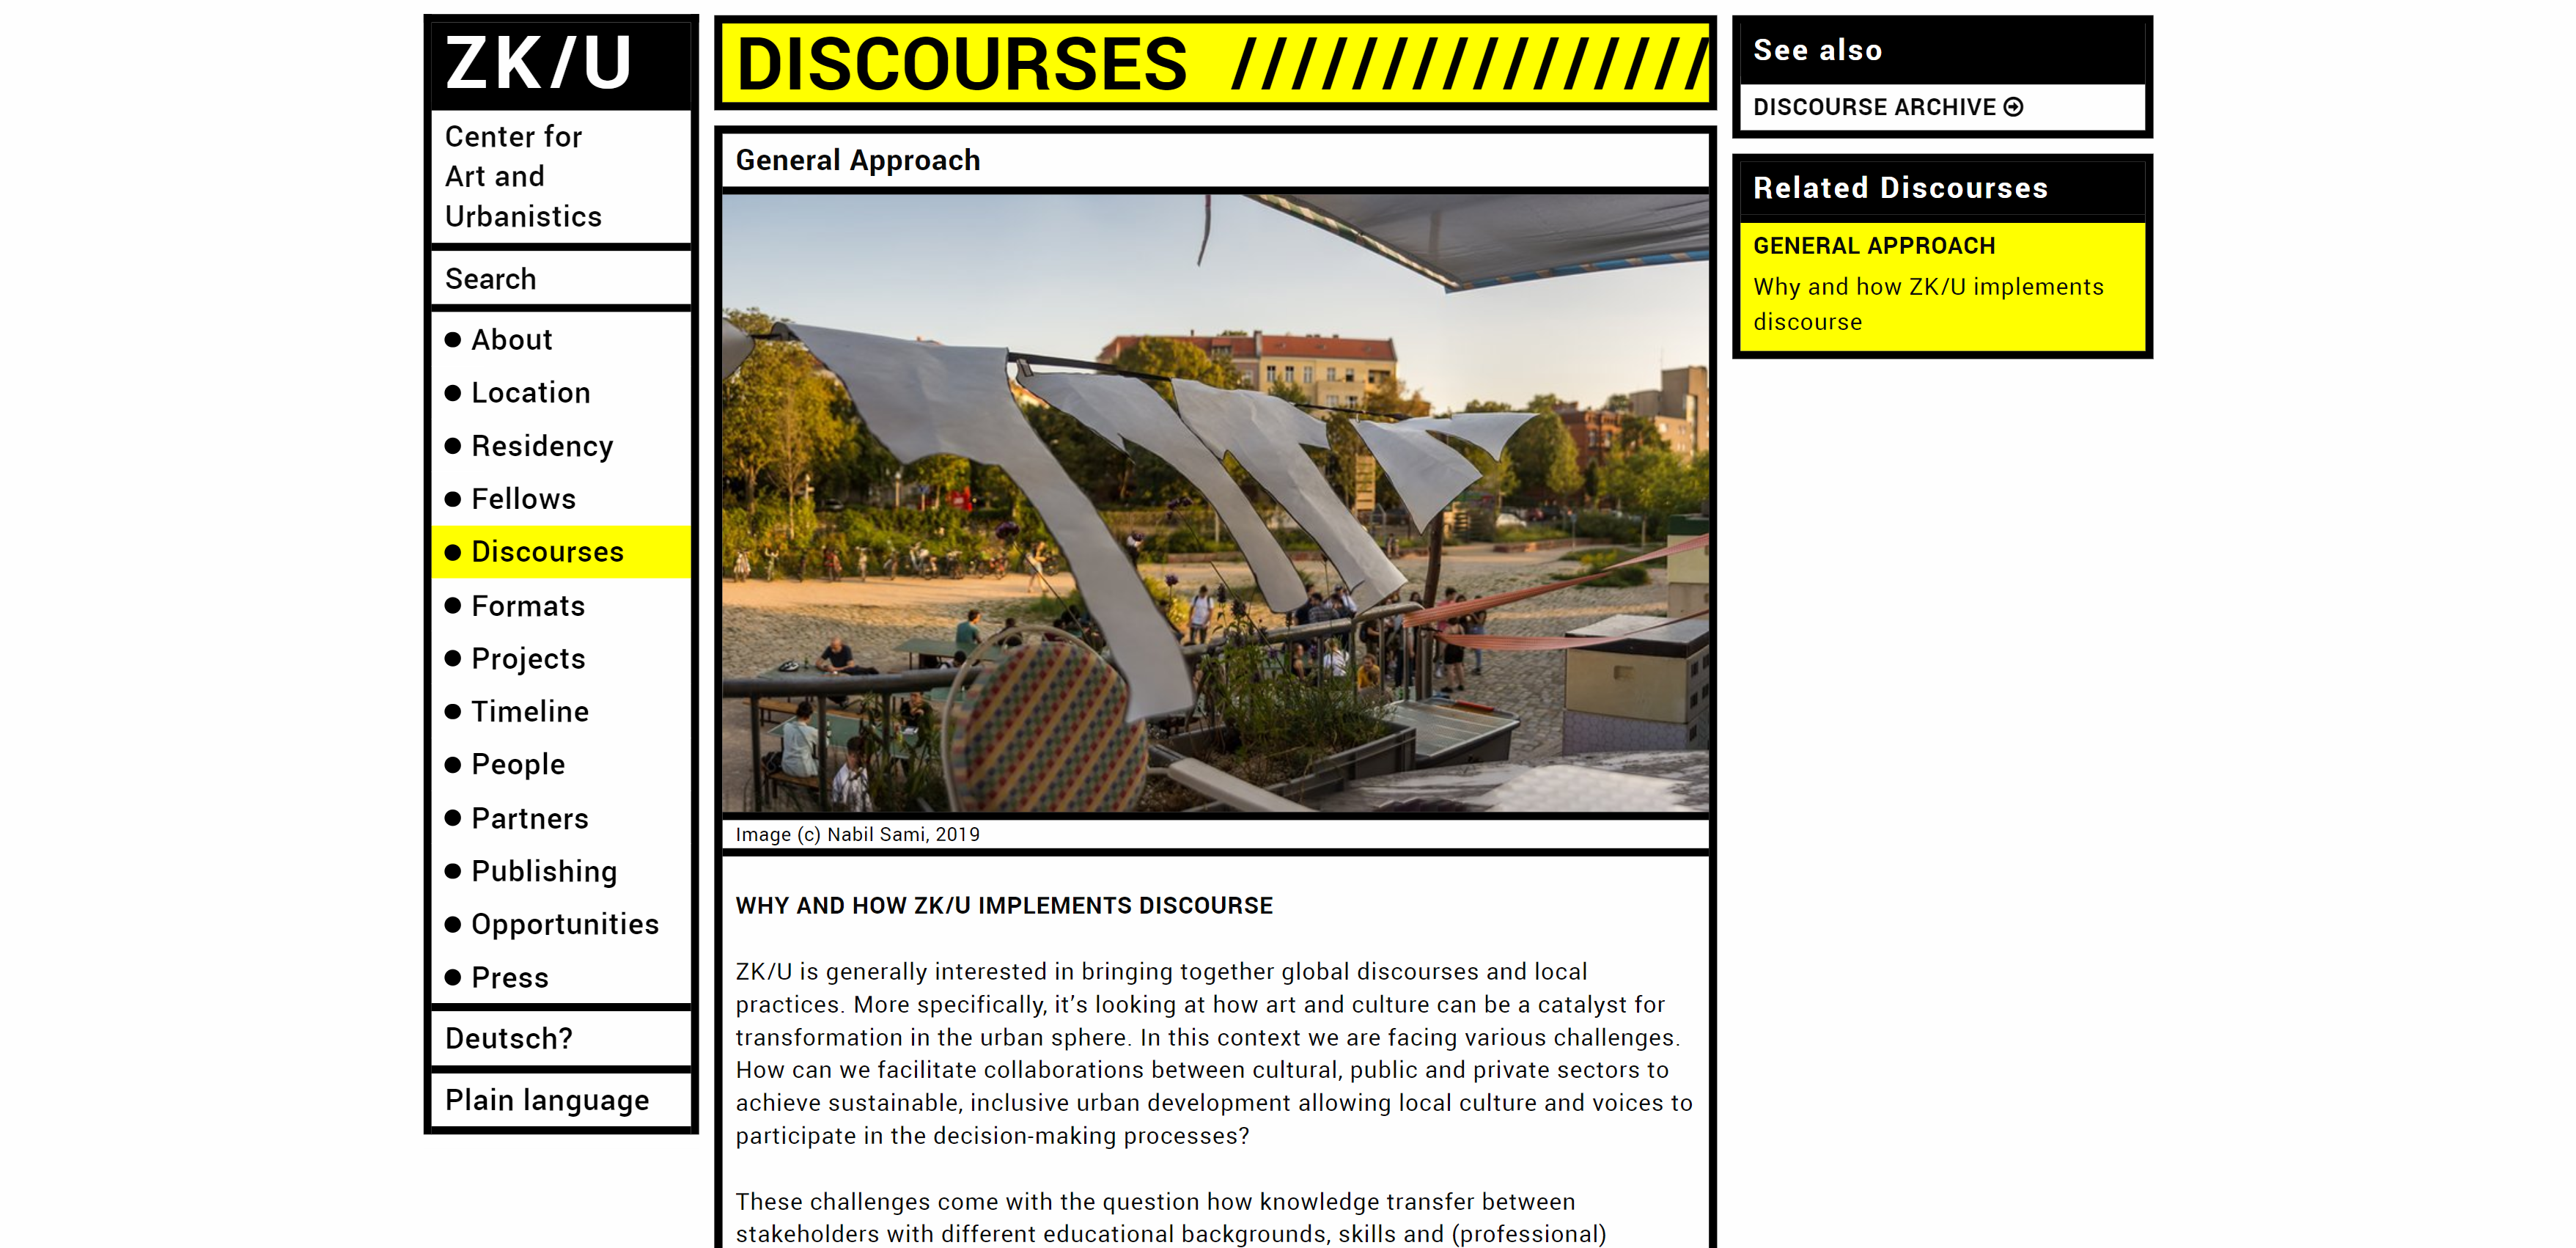 ZK/U
Center for
Art and
Urbanistics
Search
About
Location
Residency
Fellows
Discourses
Formats
Projects
Timeline
People
Partners
Publishing
Opportunities
Press
Deutsch?
Plain language
DISCOURSES ////////////////
General Approach
Image (c) Nabil Sami, 2019
WHY AND HOW ZK/U IMPLEMENTS DISCOURSE
ZK/U is generally interested in bringing together global discourses and local
practices. More specifically, it’s looking at how art and culture can be a catalyst for
transformation in the urban sphere. In this context we are facing various challenges.
How can we facilitate collaborations between cultural, public and private sectors to
achieve sustainable, inclusive urban development allowing local culture and voices to
participate in the decision-making processes?
These challenges come with the question how knowledge transfer between
stakeholders with different educational backgrounds, skills and (professional)
See also
DISCOURSE ARCHIVE
Related Discourses
GENERAL APPROACH
Why and how ZK/U implements
discourse